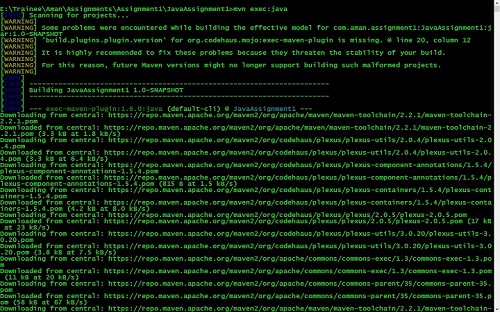 E:\Trainee\Aman\Assignments\Assignment1\JavaAssignment1>mvn exec:java
[INFO] Scanning for projects...
[WARNING]
[WARNING] Some problems were encountered while building the effective model for com.aman.assignment1:JavaAssignment1:j
ar:1.0-SNAPSHOT
[WARNING] 'build.plugins.plugin.version' for org.codehaus.mojo:exec-maven-plugin is missing. @ line 20, column 12
[WARNING]
[WARNING] It is highly recommended to fix these problems because they threaten the stability of your build.
[WARNING]
[WARNING] For this reason, future Maven versions might no longer support building such malformed projects.
[WARNING]
[INFO]
[INFO] ------------------------------------------------------------------------
[INFO] Building JavaAssignment1 1.0-SNAPSHOT
[INFO] ------------------------------------------------------------------------
[INFO]
[INFO] --- exec-maven-plugin:1.6.0:java (default-cli) @ JavaAssignment1 ---
Downloading from central: https://repo.maven.apache.org/maven2/org/apache/maven/maven-toolchain/2.2.1/maven-toolchain-
2.2.1.pom
Downloaded from central: https://repo.maven.apache.org/maven2/org/apache/maven/maven-toolchain/2.2.1/maven-toolchain-2
.2.1.pom (3.3 kB at 1.8 kB/s)
Downloading from central: https://repo.maven.apache.org/maven2/org/codehaus/plexus/plexus-utils/2.0.4/plexus-utils-2.0
.4.pom
Downloaded from central: https://repo.maven.apache.org/maven2/org/codehaus/plexus/plexus-utils/2.0.4/plexus-utils-2.0.
4.pom (3.3 kB at 6.4 kB/s)
Downloading from central: https://repo.maven.apache.org/maven2/org/codehaus/plexus/plexus-component-annotations/1.5.4/
plexus-component-annotations-1.5.4.pom
Downloaded from central: https://repo.maven.apache.org/maven2/org/codehaus/plexus/plexus-component-annotations/1.5.4/p
lexus-component-annotations-1.5.4.pom (815 B at 1.5 kB/s)
Downloading from central: https://repo.maven.apache.org/maven2/org/codehaus/plexus/plexus-containers/1.5.4/plexus-cont
ainers-1.5.4.pom
Downloaded from central: https://repo.maven.apache.org/maven2/org/codehaus/plexus/plexus-containers/1.5.4/plexus-conta
iners-1.5.4.pom (4.2 kB at 8.0 kB/s)
Downloading from central: https://repo.maven.apache.org/maven2/org/codehaus/plexus/plexus/2.0.5/plexus-2.0.5.pom
Downloaded from central: https://repo.maven.apache.org/maven2/org/codehaus/plexus/plexus/2.0.5/plexus-2.0.5.pom (17 kB
at 23 kB/s)
Downloading from central: https://repo.maven.apache.org/maven2/org/codehaus/plexus/plexus-utils/3.0.20/plexus-utils-3.
0.20.pom
Downloaded from central: https://repo.maven.apache.org/maven2/org/codehaus/plexus/plexus-utils/3.0.20/plexus-utils-3.0
.20.pom (3.8 kB at 7.5 kB/s)
Downloading from central: https://repo.maven.apache.org/maven2/org/apache/commons/commons-exec/1.3/commons-exec-1.3.po
m
Downloaded from central: https://repo.maven.apache.org/maven2/org/apache/commons/commons-exec/1.3/commons-exec-1.3.pom
(11 kB at 20 kB/s)
Downloading from central: https://repo.maven.apache.org/maven2/org/apache/commons/commons-parent/35/commons-parent-35.
pom
Downloaded from central: https://repo.maven.apache.org/maven2/org/apache/commons/commons-parent/35/commons-parent-35.p
om (58 kB at 67 kB/s)